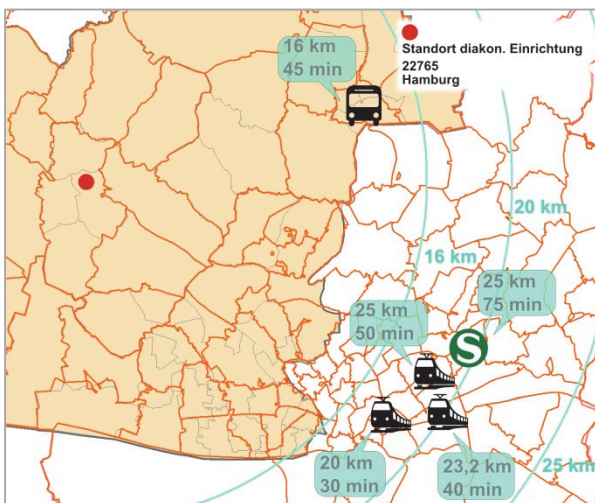 16 km
45 min
Standort diakon. Einrichtung
22765
Hamburg
20 km
16 km
25 km
75 min
25 km
50 min
S
20 km
30 min
23,2 km
40 min
25 km